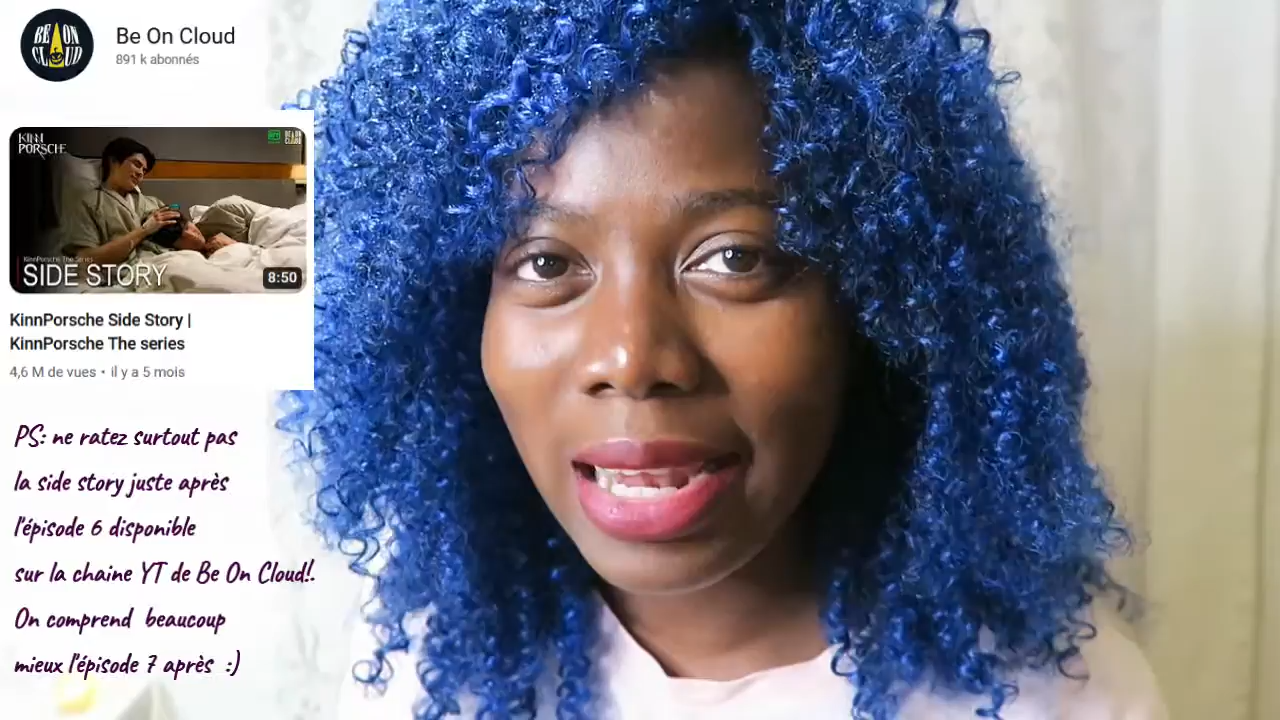 BE ON
CLOUD
Be On Cloud
891 k abonnés
KINN
PORSCHE
BE ON
CLOUD
KinnPorsche The Series
SIDE STORY
8:50
KinnPorsche Side Story |
KinnPorsche The series
4,6 M de vues • il y a 5 mois
PS: ne ratez surtout pas
la side story juste après
l'épisode 6 disponible
sur la chaine YT de Be On Cloud!.
On comprend beaucoup
mieux l'épisode 7 après :)